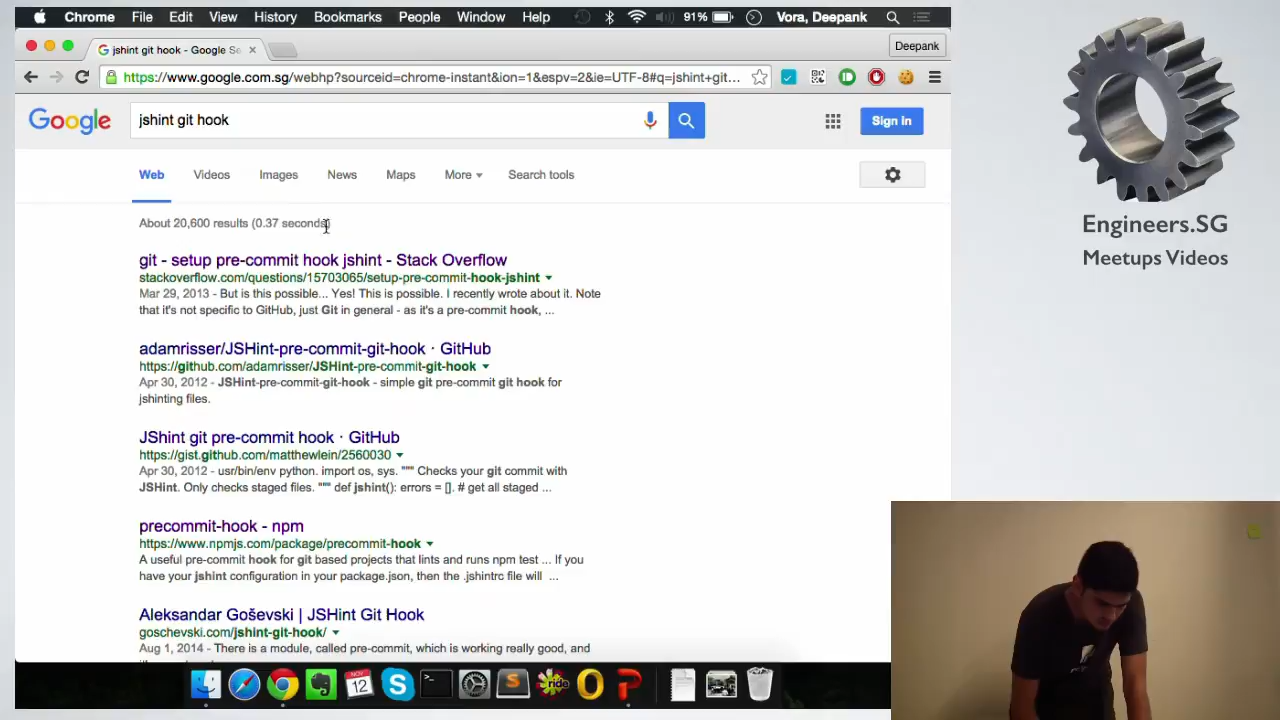 Chrome File Edit View History Bookmarks People Window Help 91% Vora, Deepank
jshint git hook - Google Se
Deepank
https://www.google.com.sg/webhp?sourceid=chrome-instant&ion=1&espv=2&ie=UTF-8#q=jshint+git...
Google
jshint git hook
Sign in
Web Videos Images News Maps More Search tools
About 20,600 results (0.37 seconds)
git - setup pre-commit hook jshint - Stack Overflow
stackoverflow.com/questions/15703065/setup-pre-commit-hook-jshint
Mar 29, 2013 - But is this possible... Yes! This is possible. I recently wrote about it. Note
that it's not specific to GitHub, just Git in general - as it's a pre-commit hook, ...
adamrisser/JSHint-pre-commit-git-hook · GitHub
https://github.com/adamrisser/JSHint-pre-commit-git-hook
Apr 30, 2012 - JSHint-pre-commit-git-hook - simple git pre-commit git hook for
jshinting files.
JShint git pre-commit hook · GitHub
https://gist.github.com/matthewlein/2560030
Apr 30, 2012 - usr/bin/env python. import os, sys. """ Checks your git commit with
JSHint. Only checks staged files. """ def jshint(): errors = []. # get all staged ...
precommit-hook - npm
https://www.npmjs.com/package/precommit-hook
A useful pre-commit hook for git based projects that lints and runs npm test ... If you
have your jshint configuration in your package.json, then the .jshintrc file will ...
Aleksandar Goševski | JSHint Git Hook
goschevski.com/jshint-git-hook/
Aug 1, 2014 - There is a module, called pre-commit, which is working really good, and
NOV
12
ride
Engineers.SG
Meetups Videos